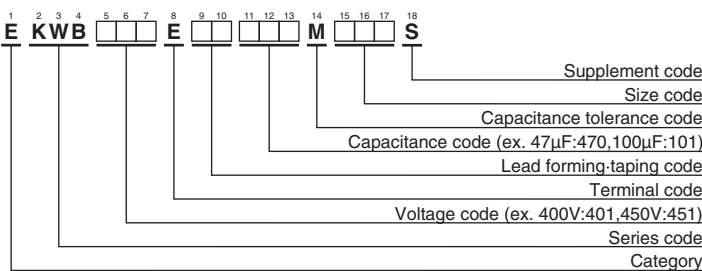 1 2 3 4 5 6 7 8 9 10 11 12 13 14 15 16 17 18
E KWB E M S
Supplement code
Size code
Capacitance tolerance code
Capacitance code (ex. 47μF:470,100μF:101)
Lead forming·taping code
Terminal code
Voltage code (ex. 400V:401,450V:451)
Series code
Category